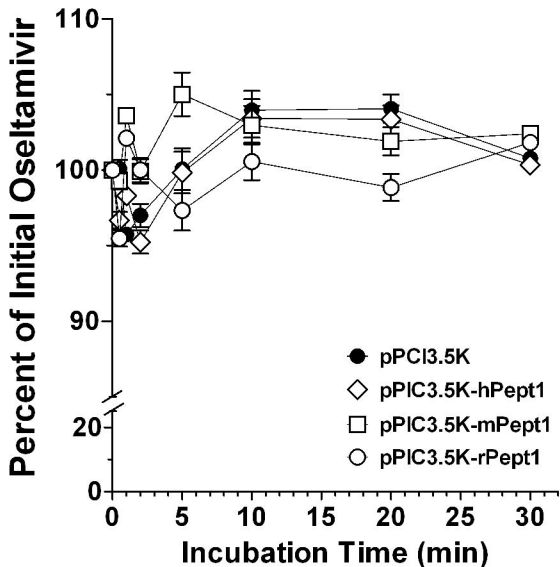 Percent of Initial Oseltamivir
110
100
90
20
0
pPCI3.5K
pPIC3.5K-hPept1
pPIC3.5K-mPept1
pPIC3.5K-rPept1
0 5 10 15 20 25 30
Incubation Time (min)